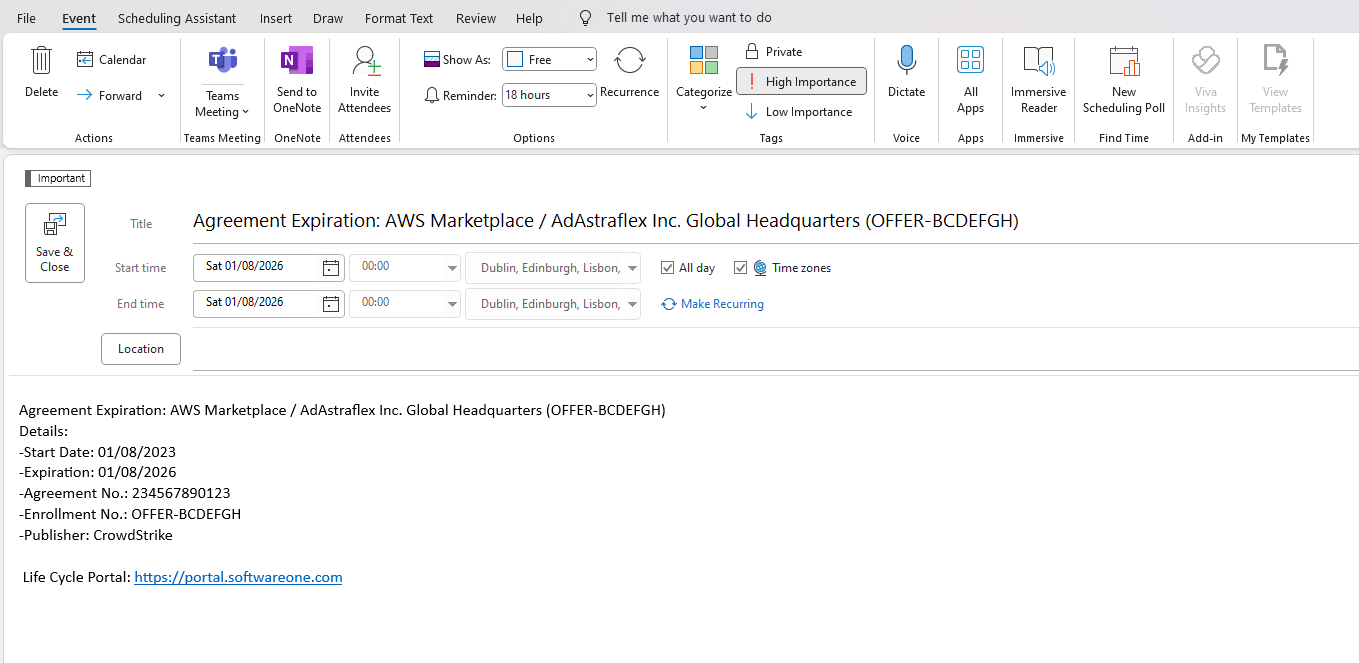 File Event Scheduling Assistant Insert Draw Format Text Review Help Tell me what you want to do
Delete
Calendar
Forward
Actions
Teams
Meeting
Teams Meeting
N
Send to
OneNote
OneNote
Invite
Attendees
Attendees
Show As: Free
Reminder: 18 hours
Recurrence
Options
Categorize
Private
High Importance
Low Importance
Tags
Dictate
Voice
All
Apps
Apps
Immersive
Reader
Immersive
New
Scheduling Poll
Find Time
Viva
Insights
Add-in
View
Templates
My Templates
Important
Save &
Close
Title Agreement Expiration: AWS Marketplace / AdAstraflex Inc. Global Headquarters (OFFER-BCDEFGH)
Start time Sat 01/08/2026 00:00 Dublin, Edinburgh, Lisbon, All day Time zones
End time Sat 01/08/2026 00:00 Dublin, Edinburgh, Lisbon, Make Recurring
Location
Agreement Expiration: AWS Marketplace / AdAstraflex Inc. Global Headquarters (OFFER-BCDEFGH)
Details:
-Start Date: 01/08/2023
-Expiration: 01/08/2026
-Agreement No.: 234567890123
-Enrollment No.: OFFER-BCDEFGH
-Publisher: CrowdStrike
Life Cycle Portal: https://portal.softwareone.com